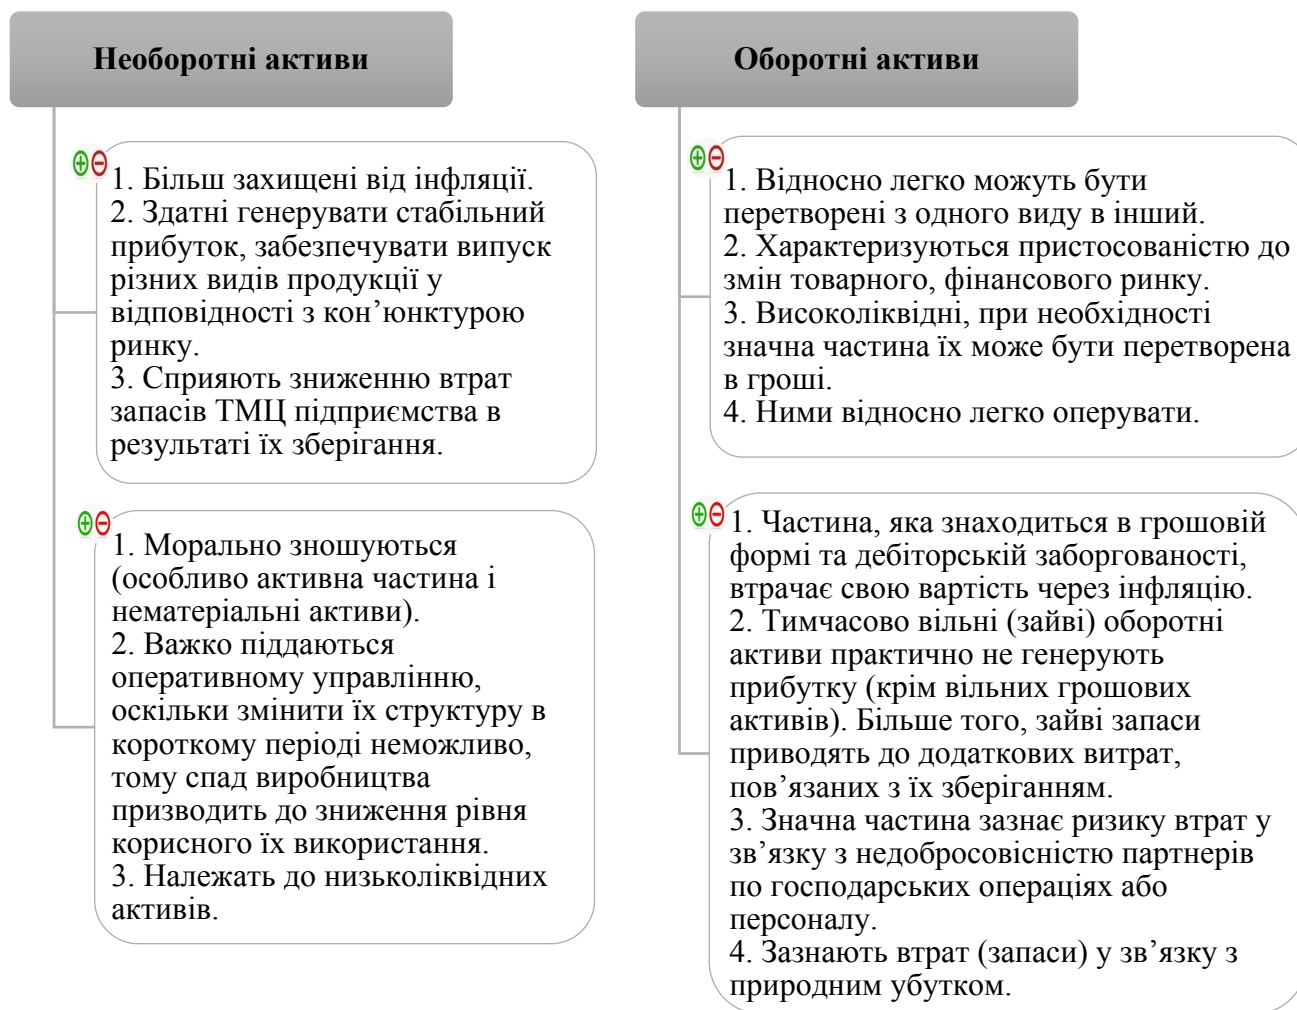 Необоротні активи
1. Більш захищені від інфляції.
2. Здатні генерувати стабільний
прибуток, забезпечувати випуск
різних видів продукції у
відповідності з кон’юнктурою
ринку.
3. Сприяють зниженню втрат
запасів ТМЦ підприємства в
результаті їх зберігання.
1. Морально зношуються
(особливо активна частина і
нематеріальні активи).
2. Важко піддаються
оперативному управлінню,
оскільки змінити їх структуру в
короткому періоді неможливо,
тому спад виробництва
призводить до зниження рівня
корисного їх використання.
3. Належать до низьколіквідних
активів.
Оборотні активи
1. Відносно легко можуть бути
перетворені з одного виду в інший.
2. Характеризуються пристосованістю до
змін товарного, фінансового ринку.
3. Високоліквідні, при необхідності
значна частина їх може бути перетворена
в гроші.
4. Ними відносно легко оперувати.
1. Частина, яка знаходиться в грошовій
формі та дебіторській заборгованості,
втрачає свою вартість через інфляцію.
2. Тимчасово вільні (зайві) оборотні
активи практично не генерують
прибутку (крім вільних грошових
активів). Більше того, зайві запаси
приводять до додаткових витрат,
пов’язаних з їх зберіганням.
3. Значна частина зазнає ризику втрат у
зв’язку з недобросовісністю партнерів
по господарських операціях або
персоналу.
4. Зазнають втрат (запаси) у зв’язку з
природним убутком.